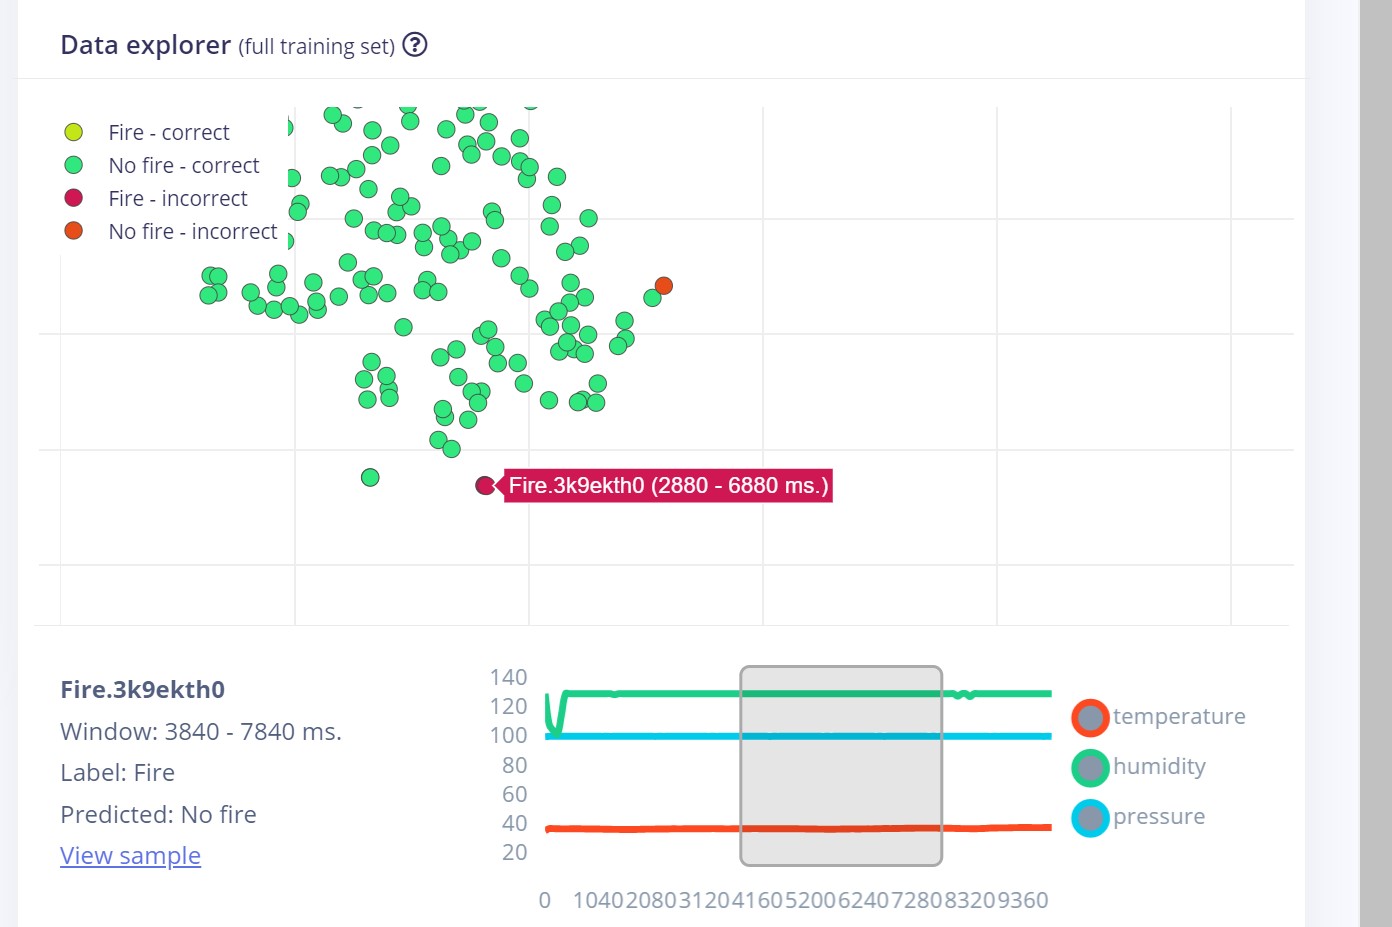 Data explorer (full training set) ?
Fire - correct
No fire - correct
Fire - incorrect
No fire - incorrect
Fire.3k9ekth0 (2880 - 6880 ms.)
Fire.3k9ekth0
Window: 3840 - 7840 ms.
Label: Fire
Predicted: No fire
View sample
140
120
100
80
60
40
20
0 1040 2080 3120 4160 5200 6240 7280 8320 9360
temperature
humidity
pressure